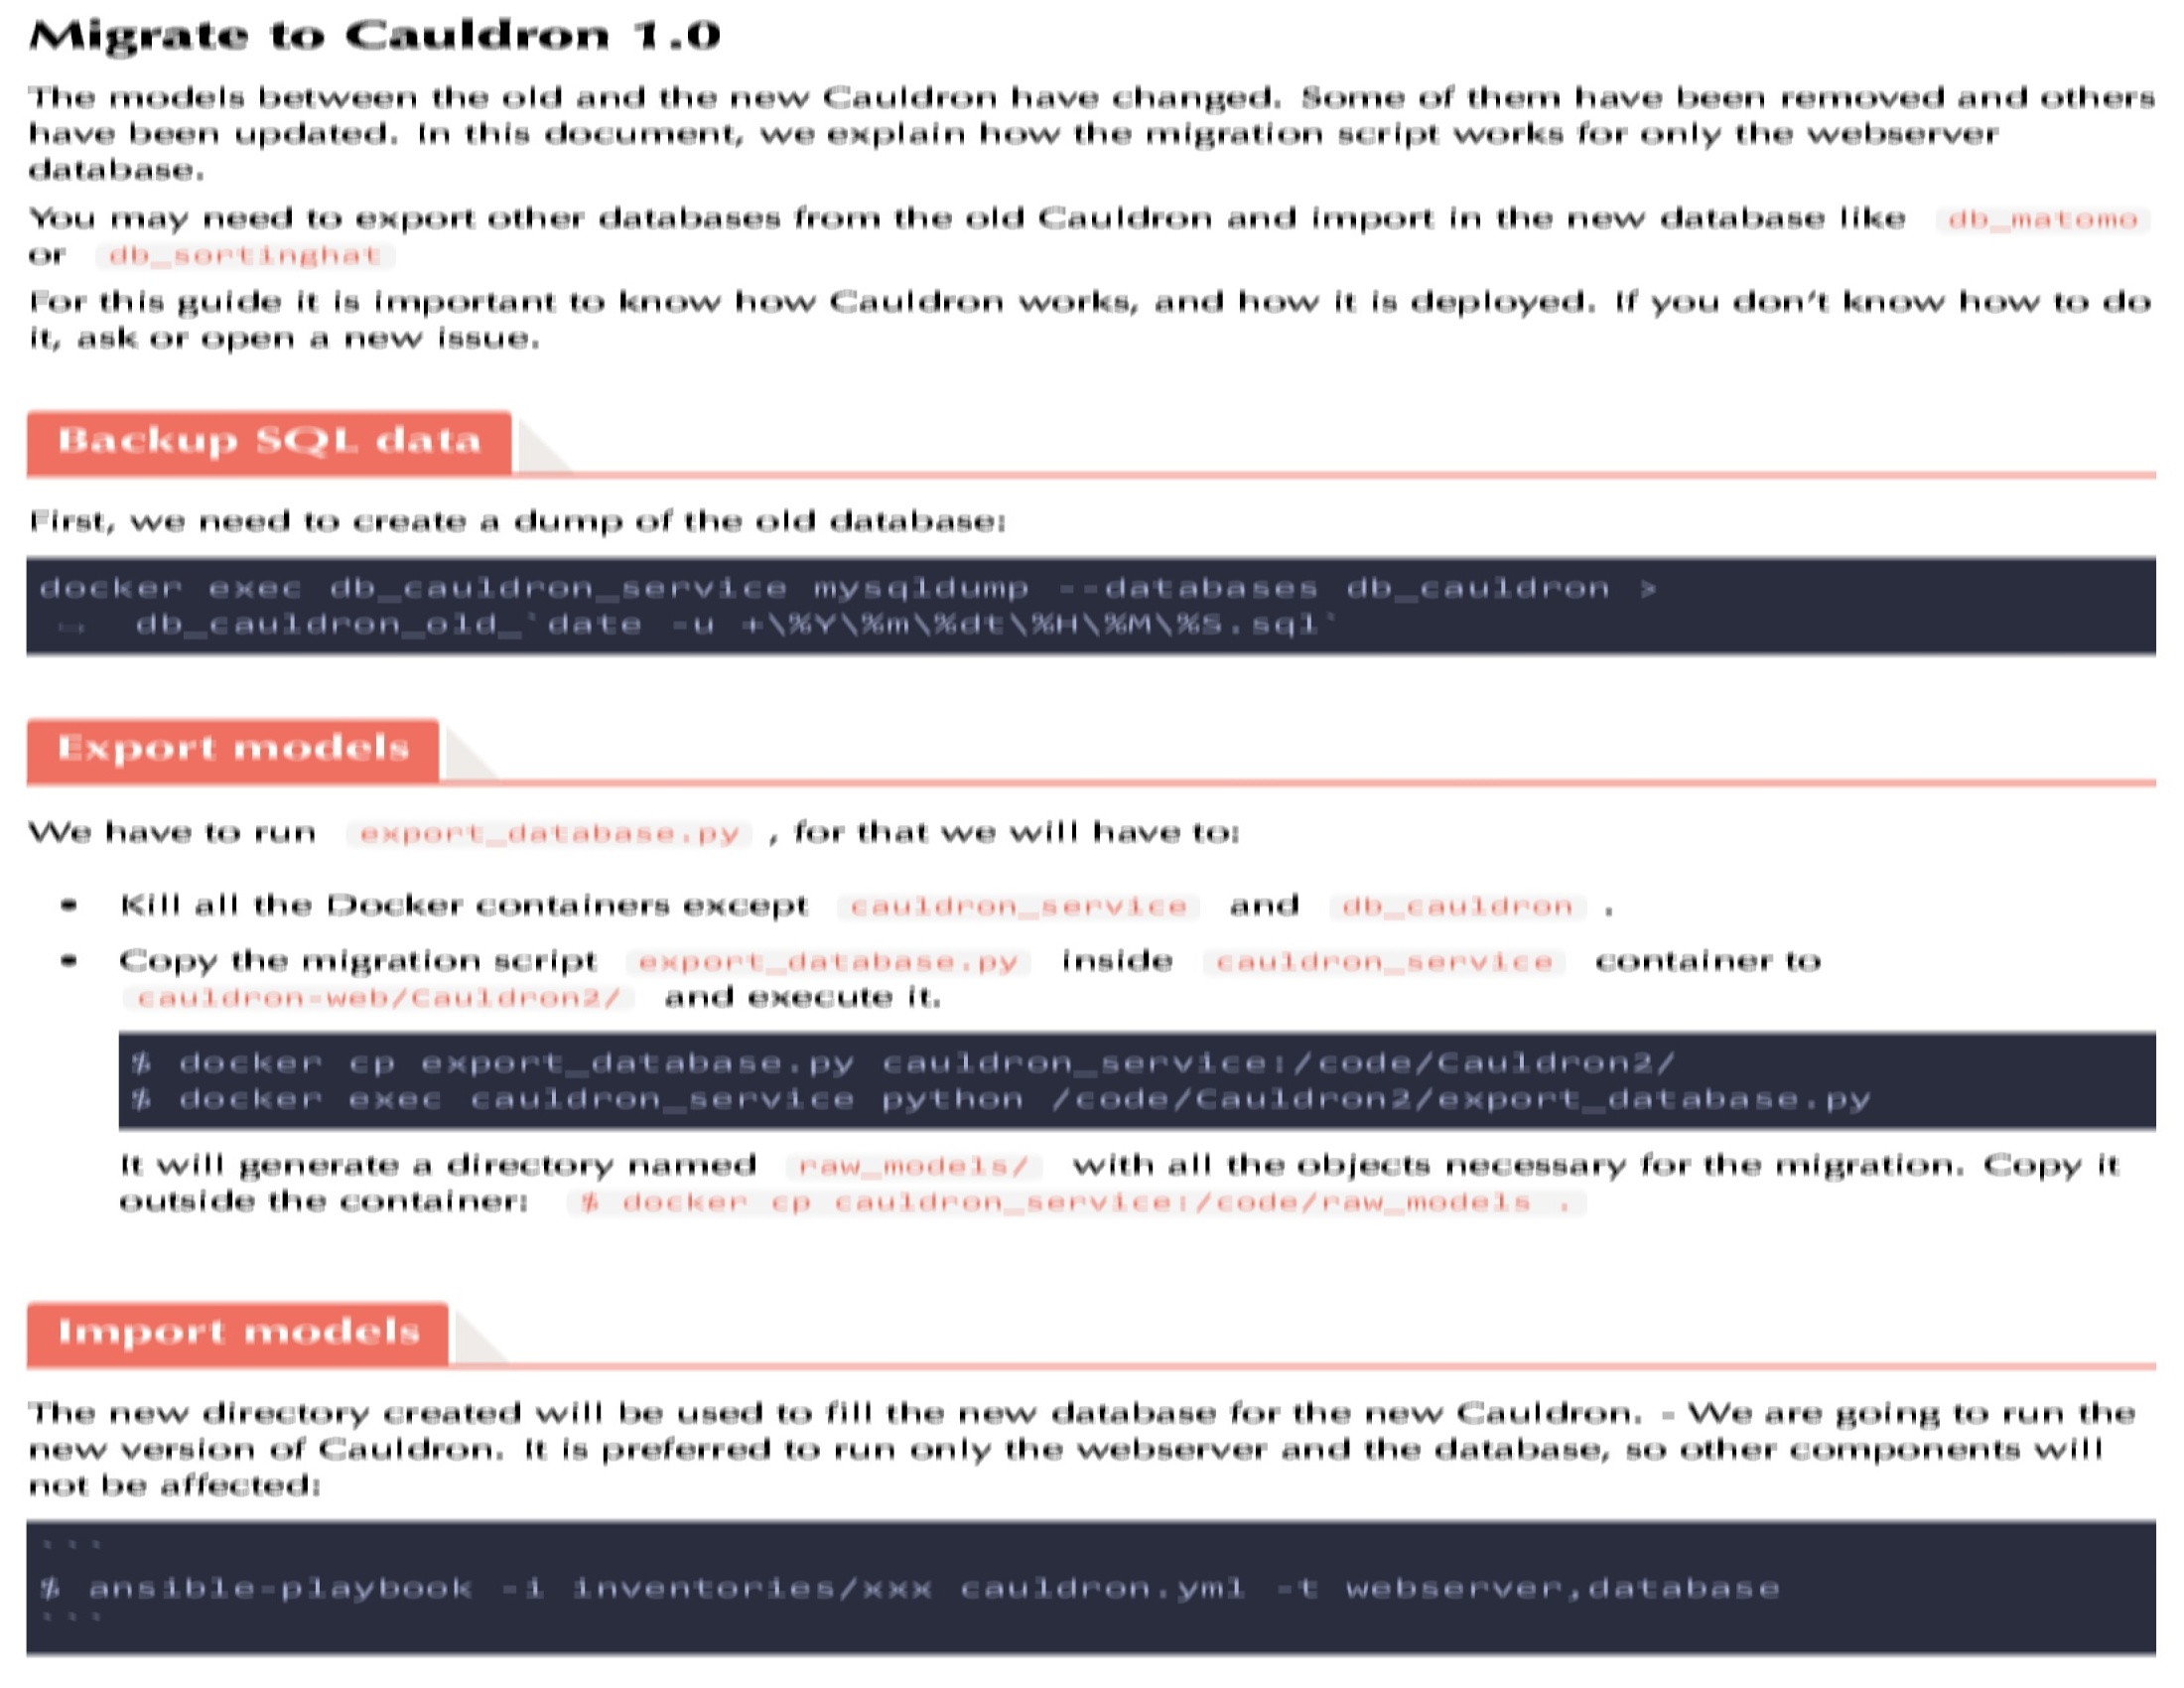 Migrate to Cauldron 1.0
The models between the old and the new Cauldron have changed. Some of them have been removed and others
have been updated. In this document, we explain how the migration script works for only the webserver
database.
You may need to export other databases from the old Cauldron and import in the new database like db_matomo
or db_sortinghat
For this guide it is important to know how Cauldron works, and how it is deployed. If you don’t know how to do
it, ask or open a new issue.
Backup SQL data
First, we need to create a dump of the old database:
docker exec db_cauldron_service mysqldump --databases db_cauldron >
db_cauldron_old_`date -u +\%Y\%m\%dt\%H\%M\%S.sql`
Export models
We have to run export_database.py , for that we will have to:
• Kill all the Docker containers except cauldron_service and db_cauldron .
• Copy the migration script export_database.py inside cauldron_service container to
cauldron-web/Cauldron2/ and execute it.
$ docker cp export_database.py cauldron_service:/code/Cauldron2/
$ docker exec cauldron_service python /code/Cauldron2/export_database.py
It will generate a directory named raw_models/ with all the objects necessary for the migration. Copy it
outside the container: $ docker cp cauldron_service:/code/raw_models .
Import models
The new directory created will be used to fill the new database for the new Cauldron. - We are going to run the
new version of Cauldron. It is preferred to run only the webserver and the database, so other components will
not be affected:
```
$ ansible-playbook -i inventories/xxx cauldron.yml -t webserver,database
```